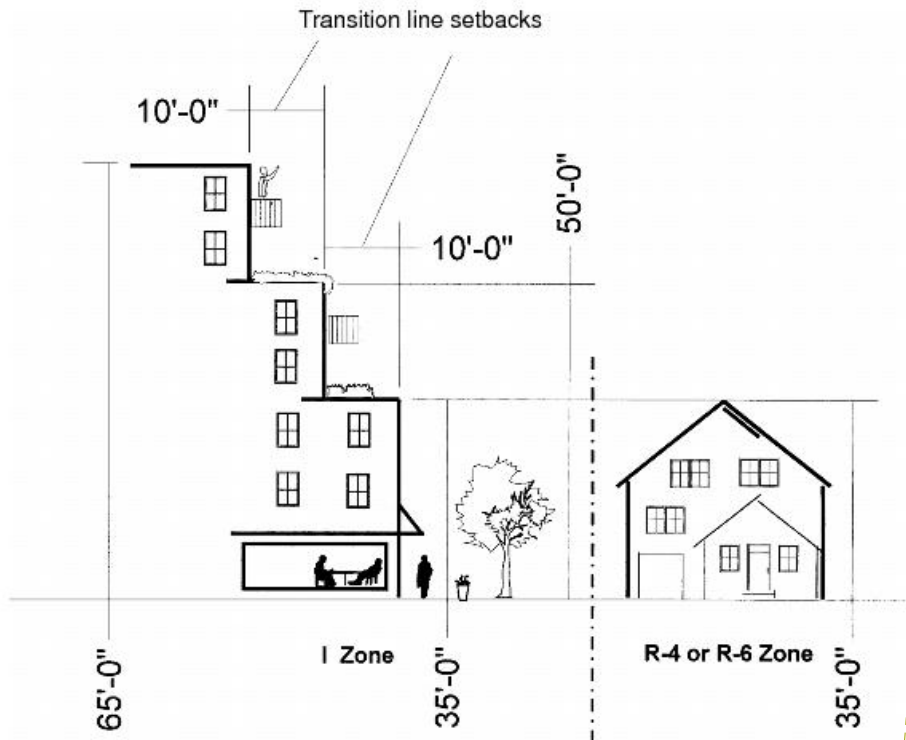 Transition line setbacks
10'-0"
10'-0"
50'-0"
I Zone
R-4 or R-6 Zone
65'-0"
35'-0"
35'-0"